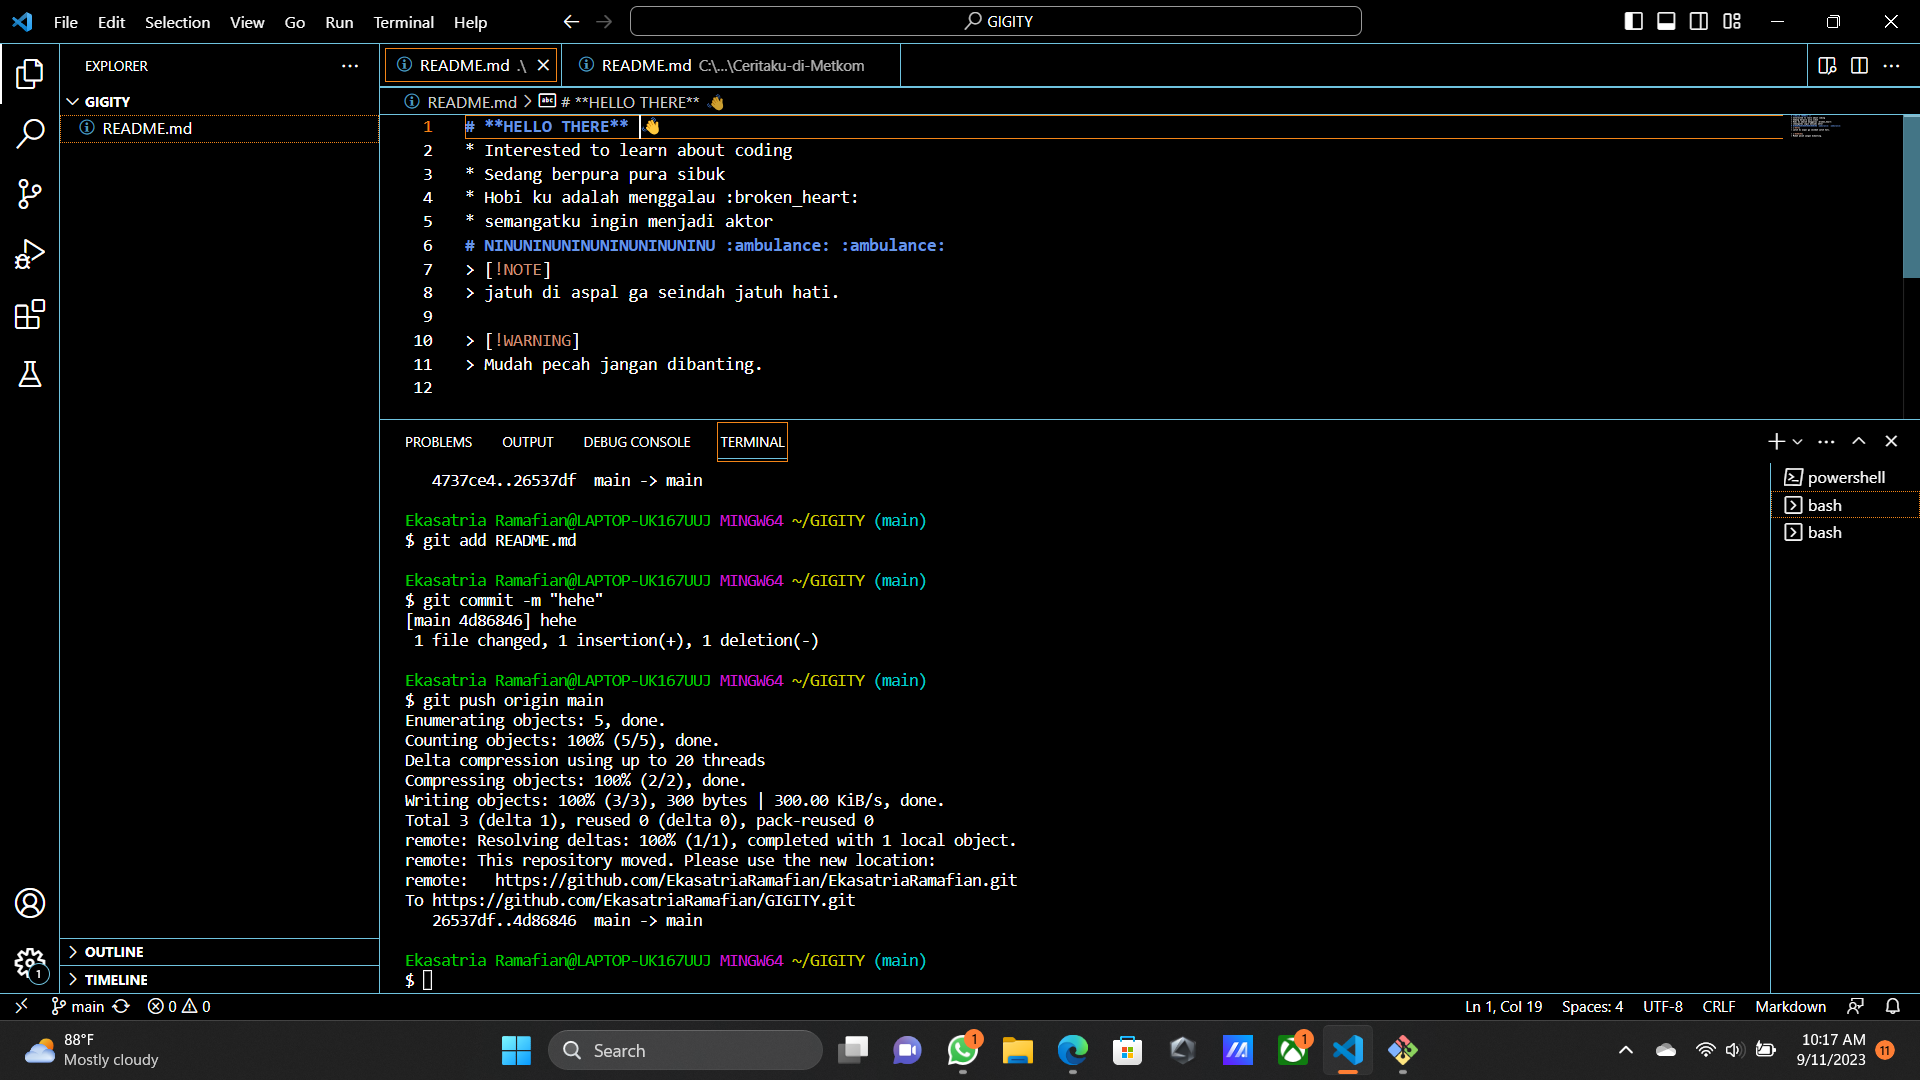 File Edit Selection View Go Run Terminal Help
GIGITY
EXPLORER
GIGITY
README.md
OUTLINE
TIMELINE
README.md .\
README.md C:\...\Ceritaku-di-Metkom
README.md > # **HELLO THERE** 👋
1 # **HELLO THERE** 👋
2 * Interested to learn about coding
3 * Sedang berpura pura sibuk
4 * Hobi ku adalah menggalau :broken_heart:
5 * semangatku ingin menjadi aktor
6 # NINUNINUNINUNINUNINUNINU :ambulance: :ambulance:
7 > [!NOTE]
8 > jatuh di aspal ga seindah jatuh hati.
9
10 > [!WARNING]
11 > Mudah pecah jangan dibanting.
12
PROBLEMS OUTPUT DEBUG CONSOLE TERMINAL
4737ce4..26537df  main -> main
Ekasatria Ramafian@LAPTOP-UK167UUJ MINGW64 ~/GIGITY (main)
$ git add README.md
Ekasatria Ramafian@LAPTOP-UK167UUJ MINGW64 ~/GIGITY (main)
$ git commit -m "hehe"
[main 4d86846] hehe
1 file changed, 1 insertion(+), 1 deletion(-)
Ekasatria Ramafian@LAPTOP-UK167UUJ MINGW64 ~/GIGITY (main)
$ git push origin main
Enumerating objects: 5, done.
Counting objects: 100% (5/5), done.
Delta compression using up to 20 threads
Compressing objects: 100% (2/2), done.
Writing objects: 100% (3/3), 300 bytes | 300.00 KiB/s, done.
Total 3 (delta 1), reused 0 (delta 0), pack-reused 0
remote: Resolving deltas: 100% (1/1), completed with 1 local object.
remote: This repository moved. Please use the new location:
remote:   https://github.com/EkasatriaRamafian/EkasatriaRamafian.git
To https://github.com/EkasatriaRamafian/GIGITY.git
26537df..4d86846  main -> main
Ekasatria Ramafian@LAPTOP-UK167UUJ MINGW64 ~/GIGITY (main)
$
powershell
bash
bash
1
main 0 0
Ln 1, Col 19 Spaces: 4 UTF-8 CRLF Markdown
88°F
Mostly cloudy
Search
1
1
10:17 AM
9/11/2023
11